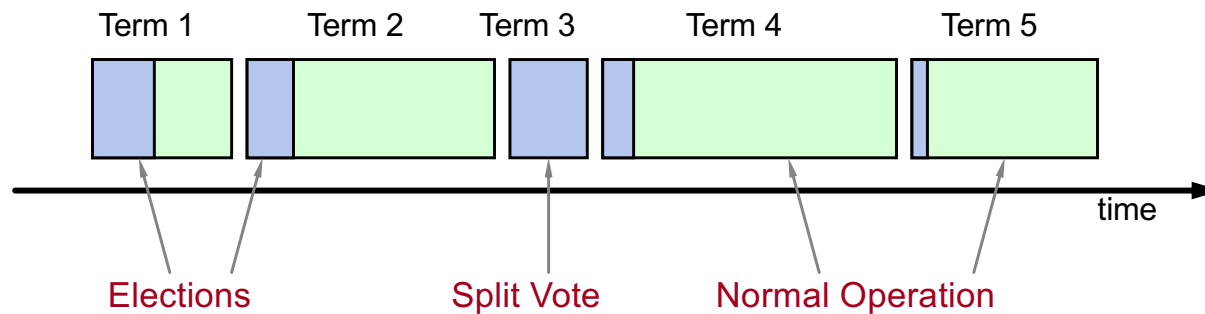 Term 1 Term 2 Term 3 Term 4 Term 5
time
Elections Split Vote Normal Operation